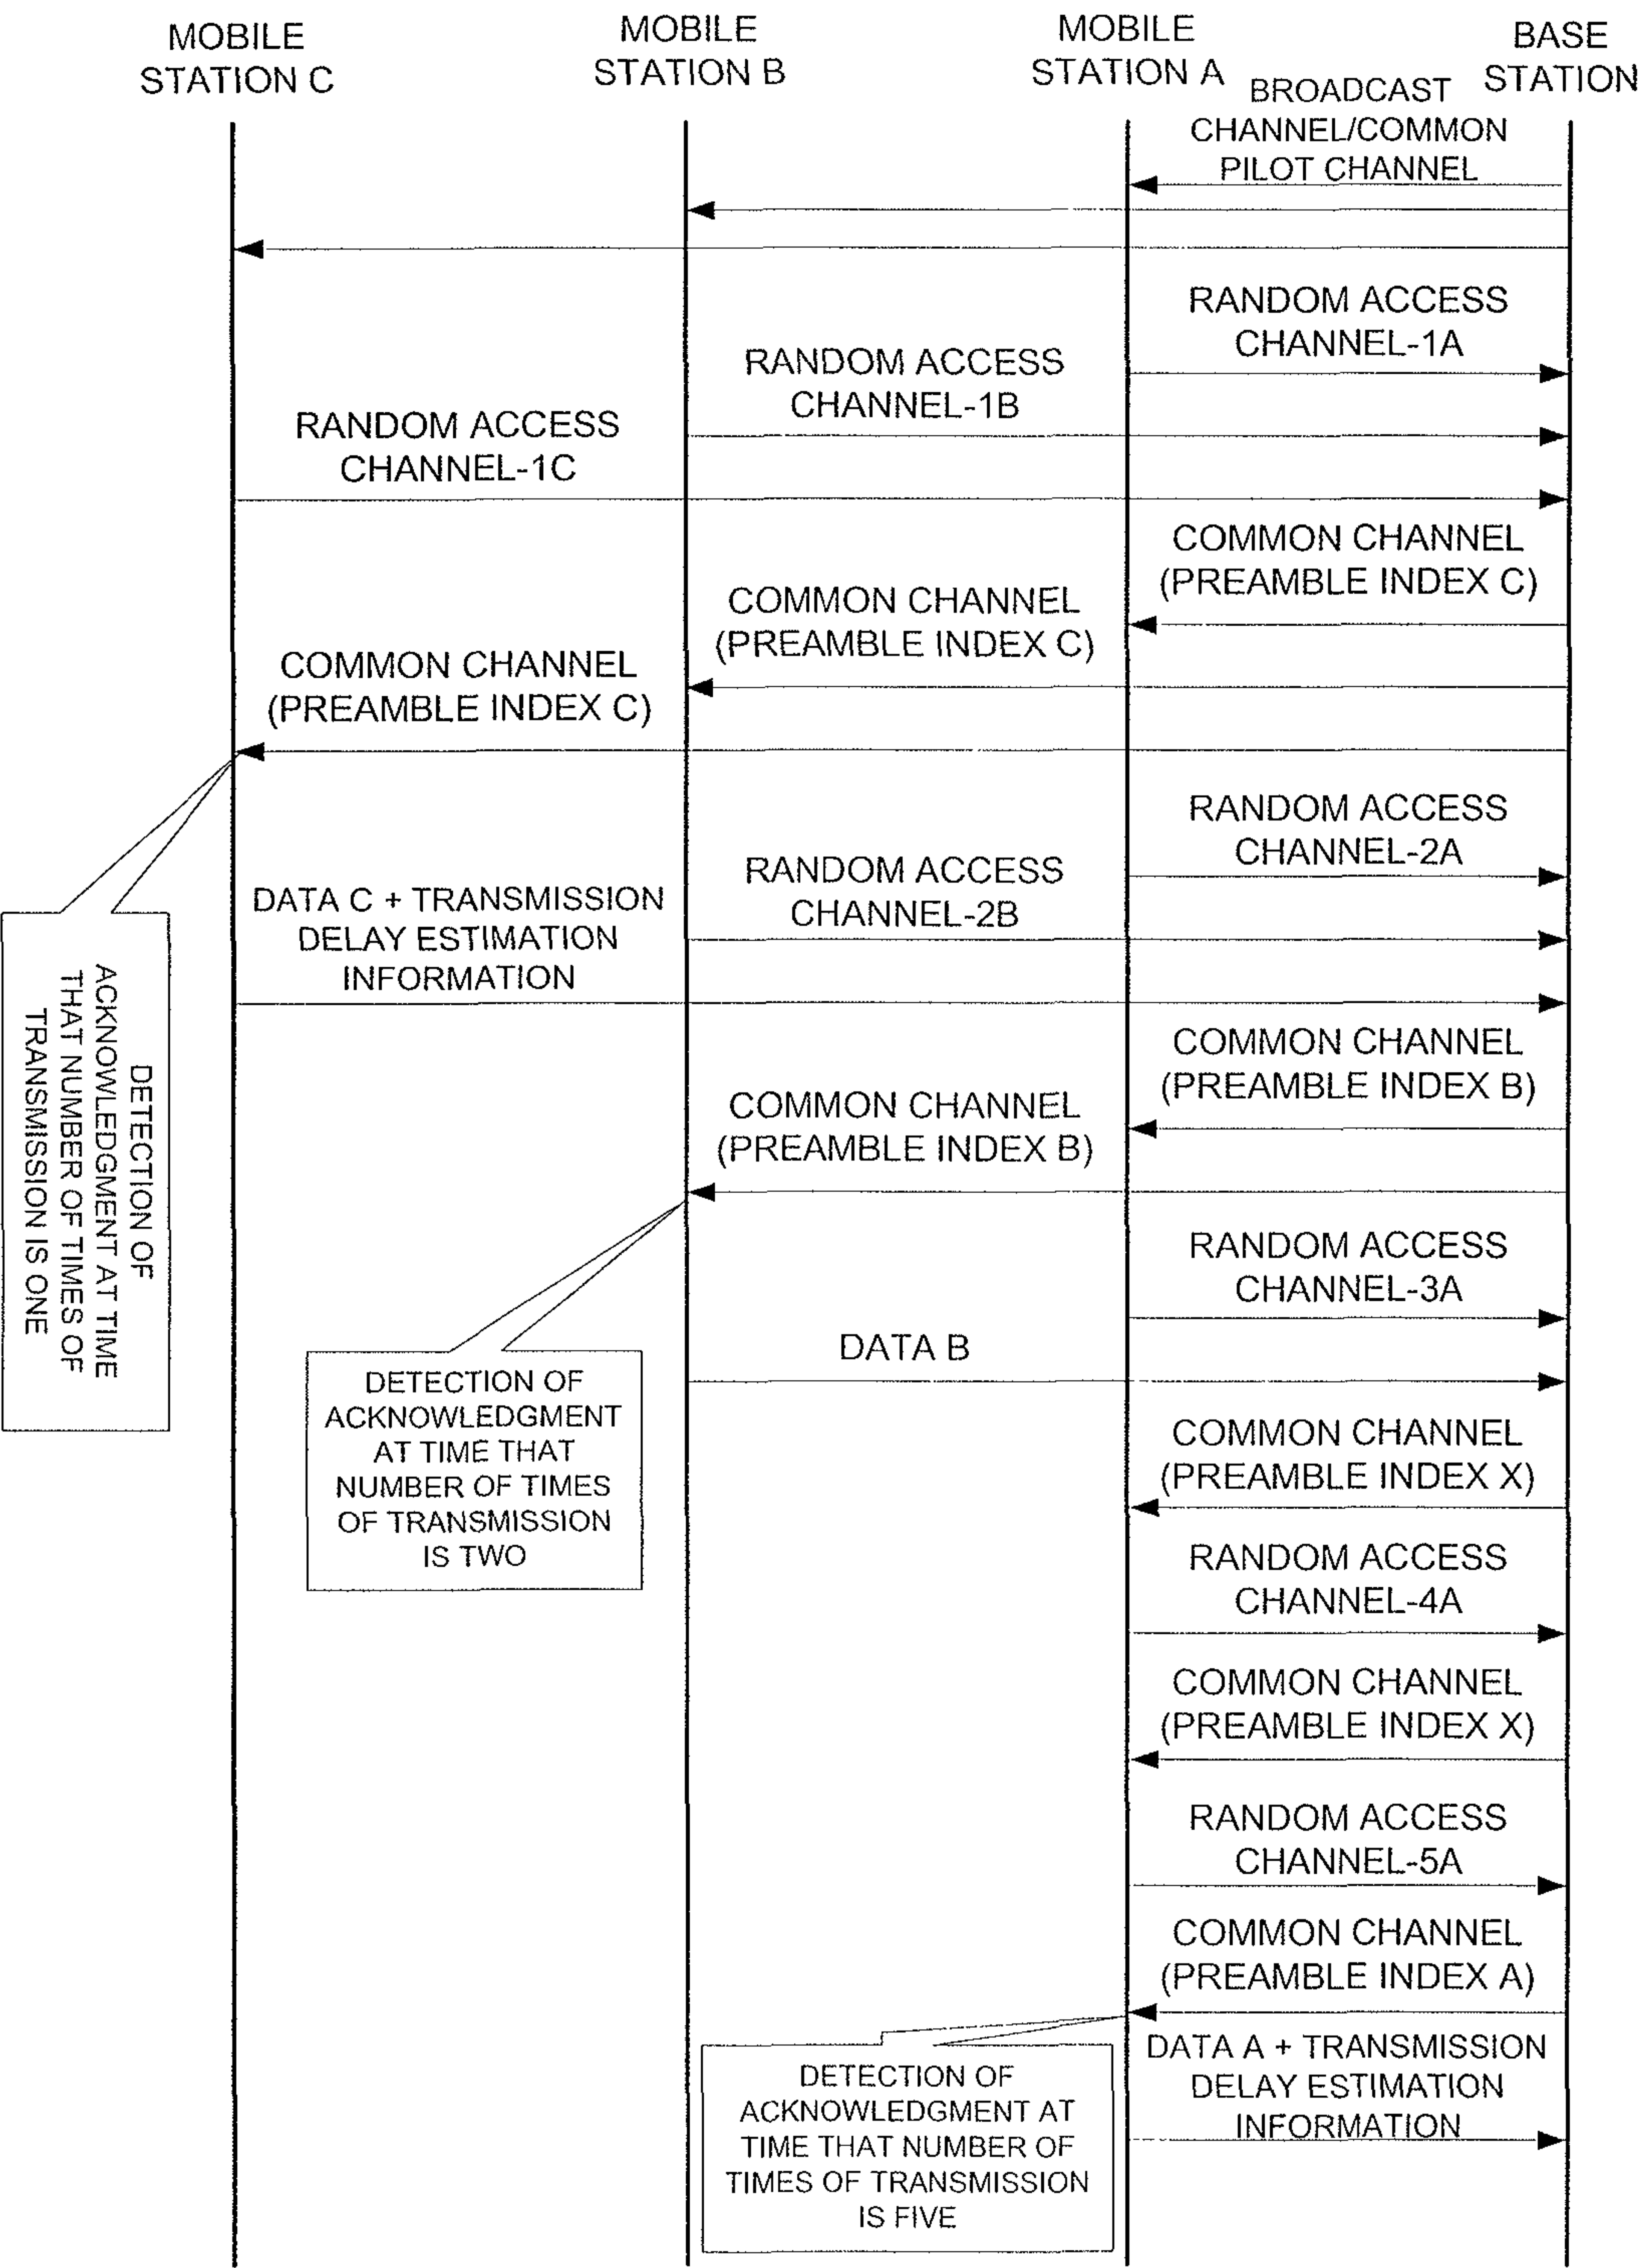 MOBILE
STATION C
MOBILE
STATION B
MOBILE
STATION A
BASE
STATION
BROADCAST
CHANNEL/COMMON
PILOT CHANNEL
RANDOM ACCESS
CHANNEL-1A
RANDOM ACCESS
CHANNEL-1B
RANDOM ACCESS
CHANNEL-1C
COMMON CHANNEL
(PREAMBLE INDEX C)
COMMON CHANNEL
(PREAMBLE INDEX C)
COMMON CHANNEL
(PREAMBLE INDEX C)
RANDOM ACCESS
CHANNEL-2A
RANDOM ACCESS
CHANNEL-2B
DATA C + TRANSMISSION
DELAY ESTIMATION
INFORMATION
DETECTION OF
ACKNOWLEDGMENT AT TIME
THAT NUMBER OF TIMES OF
TRANSMISSION IS ONE
COMMON CHANNEL
(PREAMBLE INDEX B)
COMMON CHANNEL
(PREAMBLE INDEX B)
RANDOM ACCESS
CHANNEL-3A
DATA B
DETECTION OF
ACKNOWLEDGMENT
AT TIME THAT
NUMBER OF TIMES
OF TRANSMISSION
IS TWO
COMMON CHANNEL
(PREAMBLE INDEX X)
RANDOM ACCESS
CHANNEL-4A
COMMON CHANNEL
(PREAMBLE INDEX X)
RANDOM ACCESS
CHANNEL-5A
COMMON CHANNEL
(PREAMBLE INDEX A)
DATA A + TRANSMISSION
DELAY ESTIMATION
INFORMATION
DETECTION OF
ACKNOWLEDGMENT AT
TIME THAT NUMBER OF
TIMES OF TRANSMISSION
IS FIVE